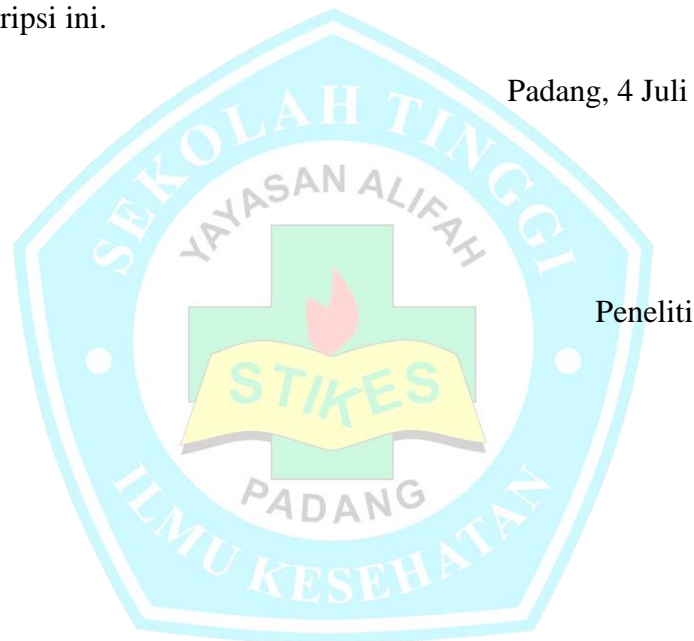 ripsi ini.
Padang, 4 Juli
SEKOLAH TINGGI
YAYASAN ALIFAH
Peneliti
STIKES
PADANG
ILMU KESEHATAN